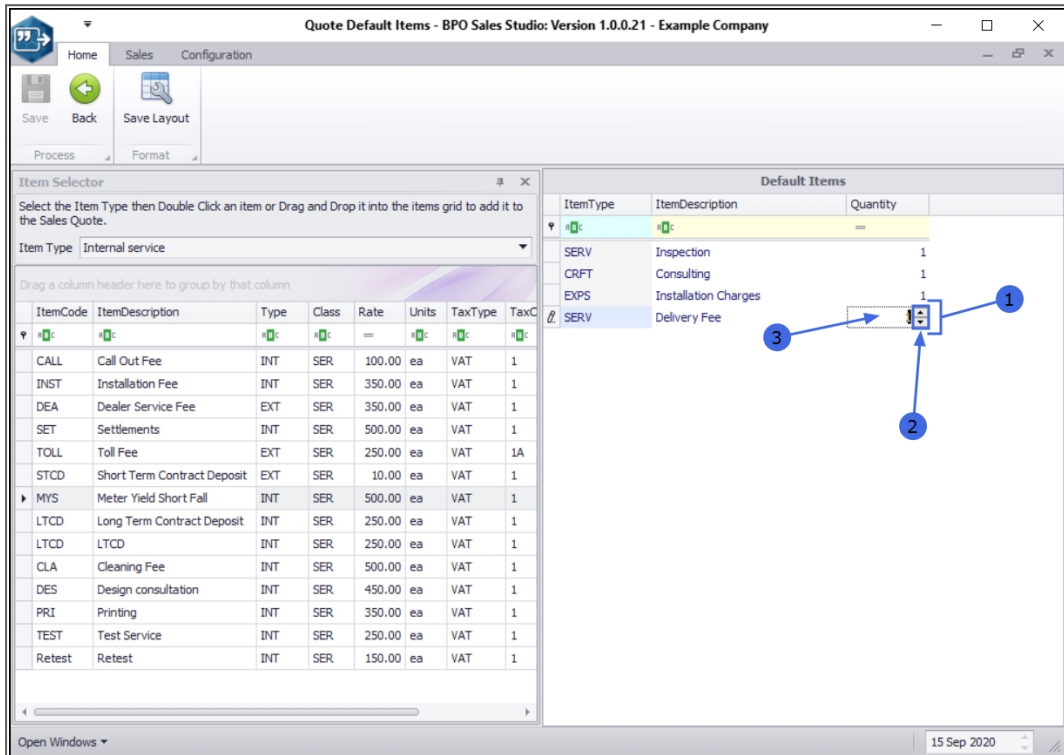 Quote Default Items - BPO Sales Studio: Version 1.0.0.21 - Example Company
Home Sales Configuration
Save Back Save Layout
Process Format
Item Selector
Select the Item Type then Double Click an item or Drag and Drop it into the items grid to add it to
the Sales Quote.
Item Type Internal service
Drag a column header here to group by that column
ItemCode ItemDescription Type Class Rate Units TaxType TaxC
CALL Call Out Fee INT SER 100.00 ea VAT 1
INST Installation Fee INT SER 350.00 ea VAT 1
DEA Dealer Service Fee EXT SER 350.00 ea VAT 1
SET Settlements INT SER 500.00 ea VAT 1
TOLL Toll Fee EXT SER 250.00 ea VAT 1A
STCD Short Term Contract Deposit EXT SER 10.00 ea VAT 1
MYS Meter Yield Short Fall INT SER 500.00 ea VAT 1
LTCD Long Term Contract Deposit INT SER 250.00 ea VAT 1
LTCD LTCD INT SER 250.00 ea VAT 1
CLA Cleaning Fee INT SER 500.00 ea VAT 1
DES Design consultation INT SER 450.00 ea VAT 1
PRI Printing INT SER 350.00 ea VAT 1
TEST Test Service INT SER 250.00 ea VAT 1
Retest Retest INT SER 150.00 ea VAT 1
Default Items
ItemType ItemDescription Quantity
=
SERV Inspection 1
CRFT Consulting 1
EXPS Installation Charges 1
SERV Delivery Fee
1
3
2
Open Windows 15 Sep 2020